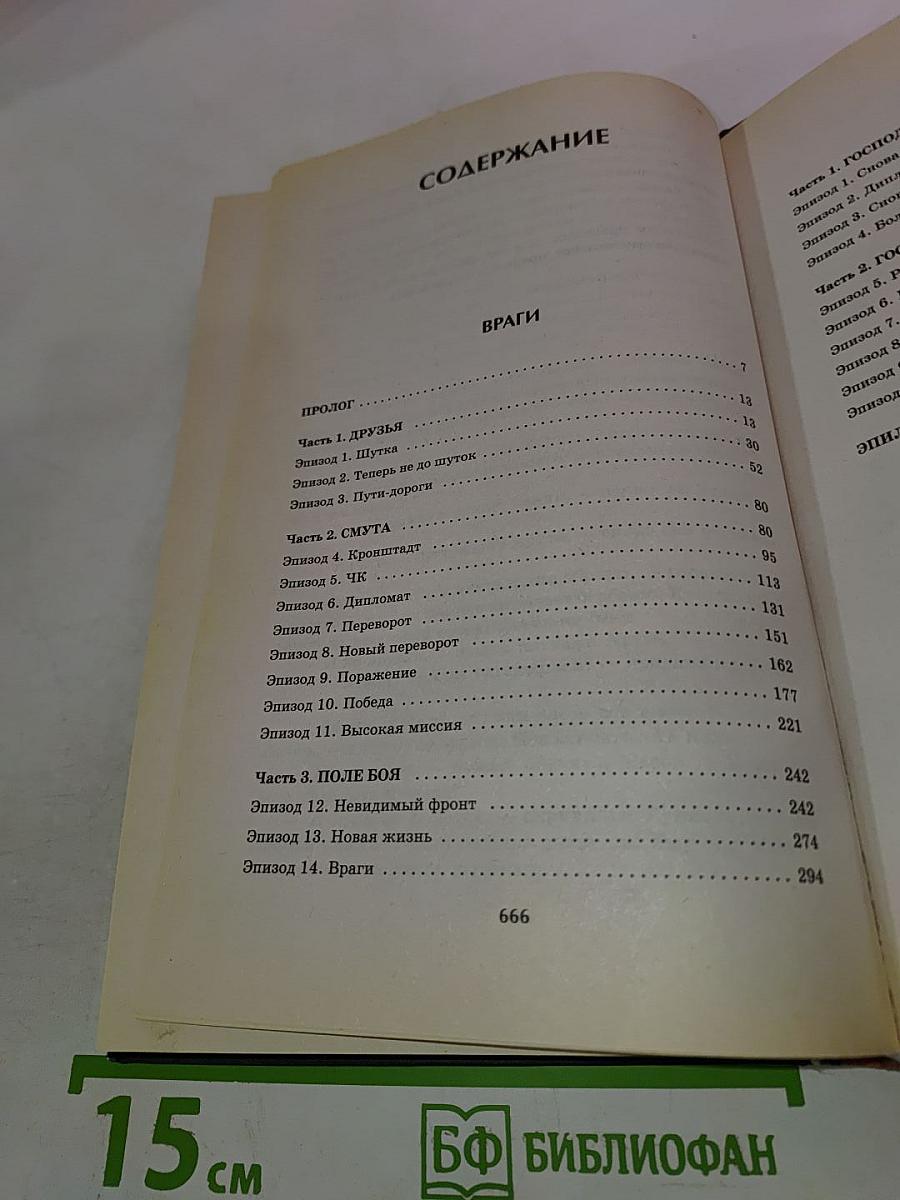 СОДЕРЖАНИЕ
ВРАГИ
ПРОЛОГ . . . . . . . . . . . . . . . . . . . . 7
Часть 1. ДРУЗЬЯ . . . . . . . . . . . . . . . . . . . . 13
Эпизод 1. Шутка . . . . . . . . . . . . . . . . . . . . 13
Эпизод 2. Теперь не до шуток . . . . . . . . . . . . . . . . . . . . 30
Эпизод 3. Пути-дороги . . . . . . . . . . . . . . . . . . . . 52
Часть 2. СМУТА . . . . . . . . . . . . . . . . . . . . 80
Эпизод 4. Кронштадт . . . . . . . . . . . . . . . . . . . . 80
Эпизод 5. ЧК . . . . . . . . . . . . . . . . . . . . 95
Эпизод 6. Дипломат . . . . . . . . . . . . . . . . . . . . 113
Эпизод 7. Переворот . . . . . . . . . . . . . . . . . . . . 131
Эпизод 8. Новый переворот . . . . . . . . . . . . . . . . . . . . 151
Эпизод 9. Поражение . . . . . . . . . . . . . . . . . . . . 162
Эпизод 10. Победа . . . . . . . . . . . . . . . . . . . . 177
Эпизод 11. Высокая миссия . . . . . . . . . . . . . . . . . . . . 221
Часть 3. ПОЛЕ БОЯ . . . . . . . . . . . . . . . . . . . . 242
Эпизод 12. Невидимый фронт . . . . . . . . . . . . . . . . . . . . 242
Эпизод 13. Новая жизнь . . . . . . . . . . . . . . . . . . . . 274
Эпизод 14. Враги . . . . . . . . . . . . . . . . . . . . 294
666
Часть 1.
Эпизод 1. Снова
Эпизод 2.
Эпизод 3.
Эпизод 4.
Часть 2.
Эпизод 5.
Эпизод 6.
Эпизод 7.
Эпизод 8
Эпизод
Эпизод
15 см
БФ БИБЛИОФАН